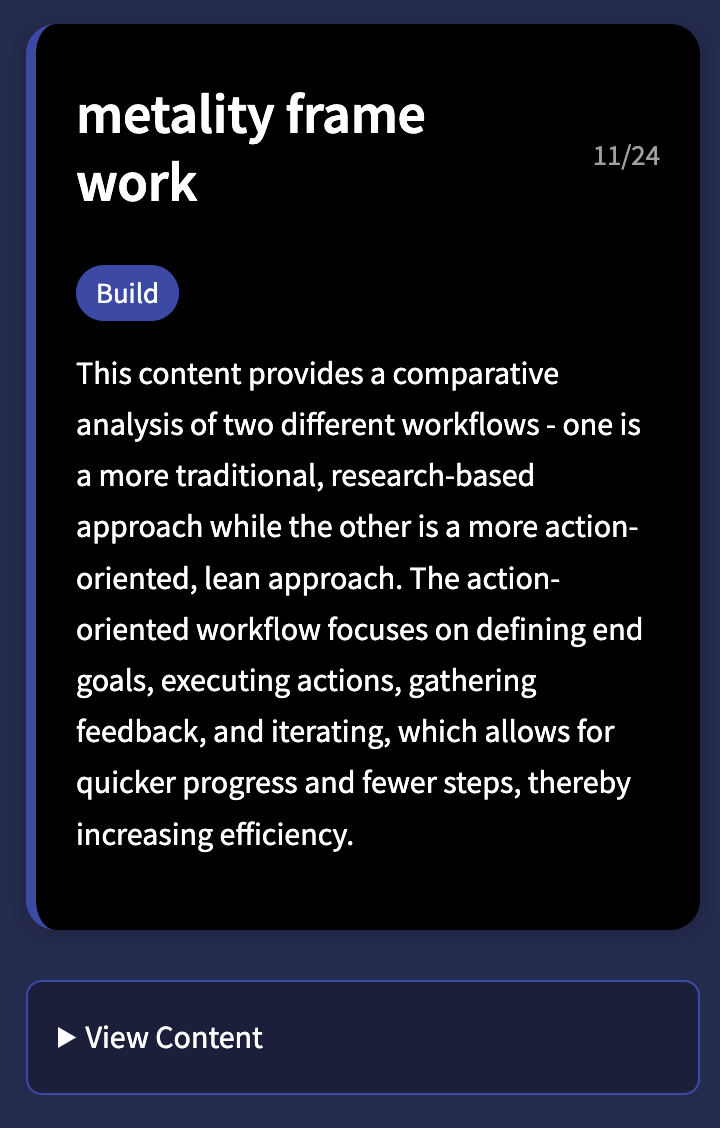 metality frame
work
11/24
Build
This content provides a comparative
analysis of two different workflows - one is
a more traditional, research-based
approach while the other is a more action-
oriented, lean approach. The action-
oriented workflow focuses on defining end
goals, executing actions, gathering
feedback, and iterating, which allows for
quicker progress and fewer steps, thereby
increasing efficiency.
▶ View Content